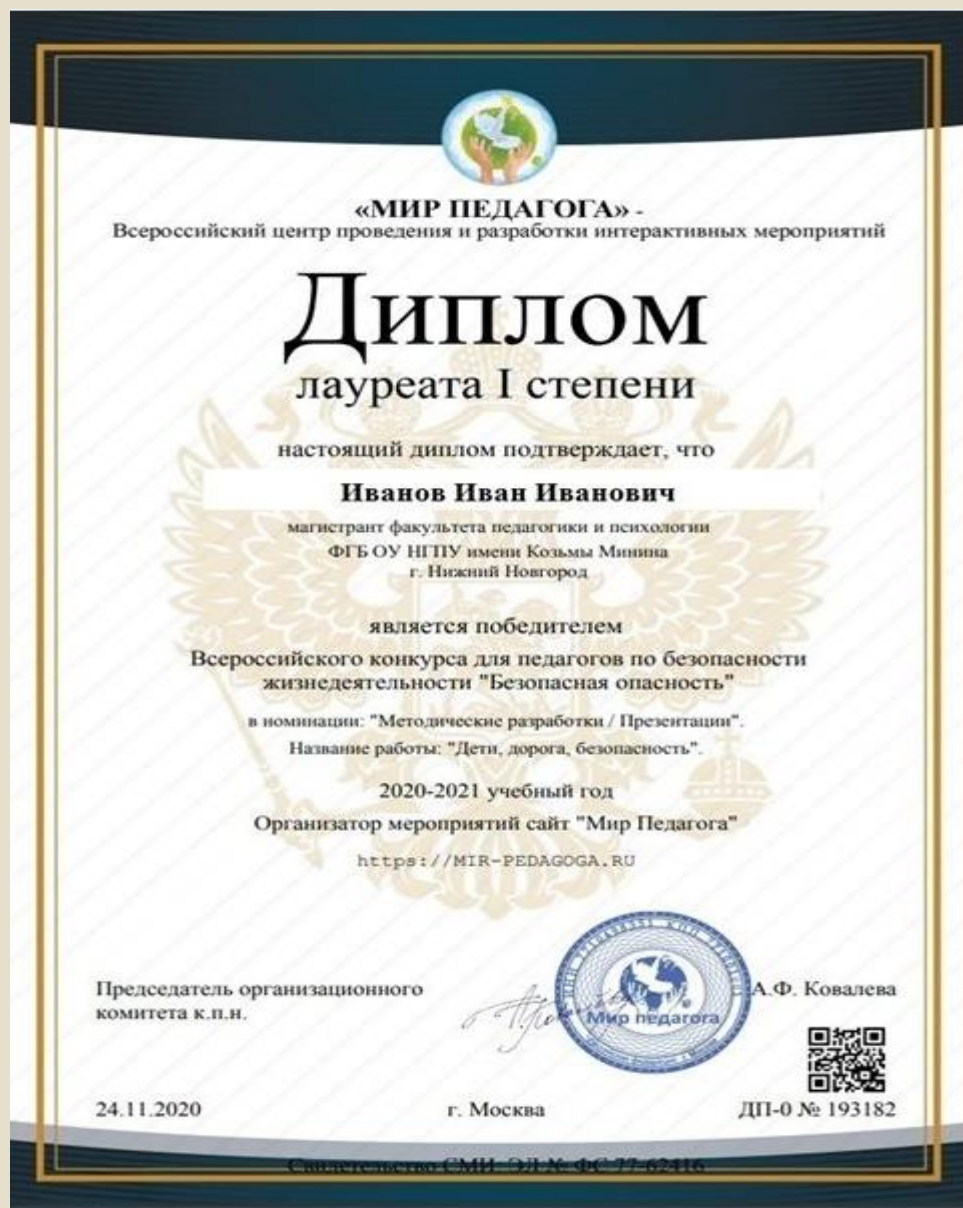 «МИР ПЕДАГОГА» -
Всероссийский центр проведения и разработки интерактивных мероприятий
Диплом
лауреата I степени
настоящий диплом подтверждает, что
Иванов Иван Иванович
магистрант факультета педагогики и психологии
ФГБ ОУ НГПУ имени Козьмы Минина
г. Нижний Новгород
является победителем
Всероссийского конкурса для педагогов по безопасности
жизнедеятельности "Безопасная опасность"
в номинации: "Методические разработки / Презентации".
Название работы: "Дети, дорога, безопасность".
2020-2021 учебный год
Организатор мероприятий сайт "Мир Педагога"
https://MIR-PEDAGOGA.RU
Председатель организационного
комитета к.п.н.
Мир педагога
А.Ф. Ковалева
24.11.2020
г. Москва
ДП-0 № 193182
Свидетельство СМИ: ЭЛ № ФС 77-62416